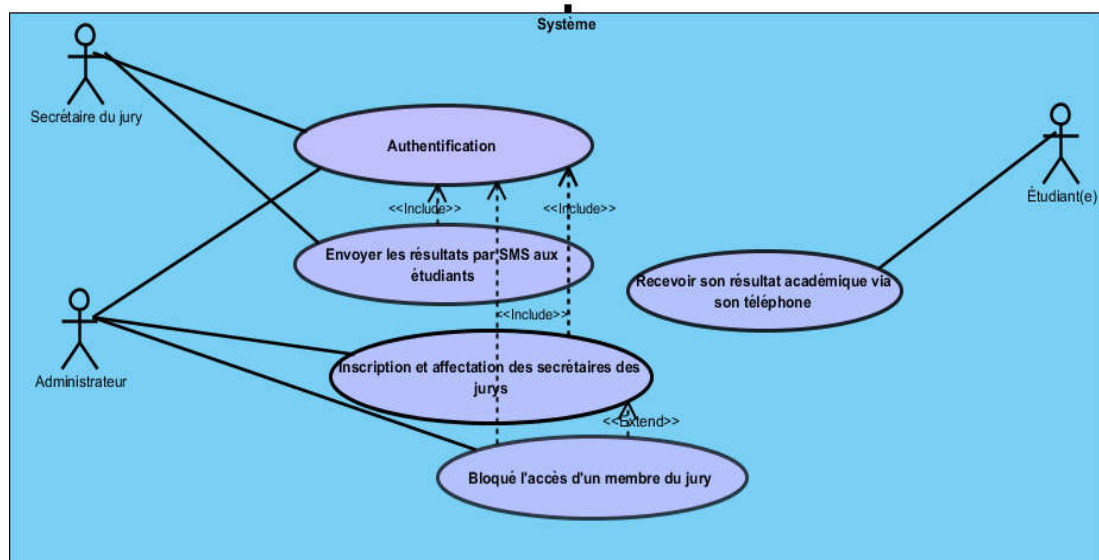 Système
Secrétaire du jury
Authentification
Étudiant(e)
<<Include>>
<<Include>>
Envoyer les résultats par SMS aux
étudiants
Recevoir son résultat académique via
son téléphone
<<Include>>
Administrateur
Inscription et affectation des secrétaires des
jurys
<<Extend>>
Bloqué l'accès d'un membre du jury